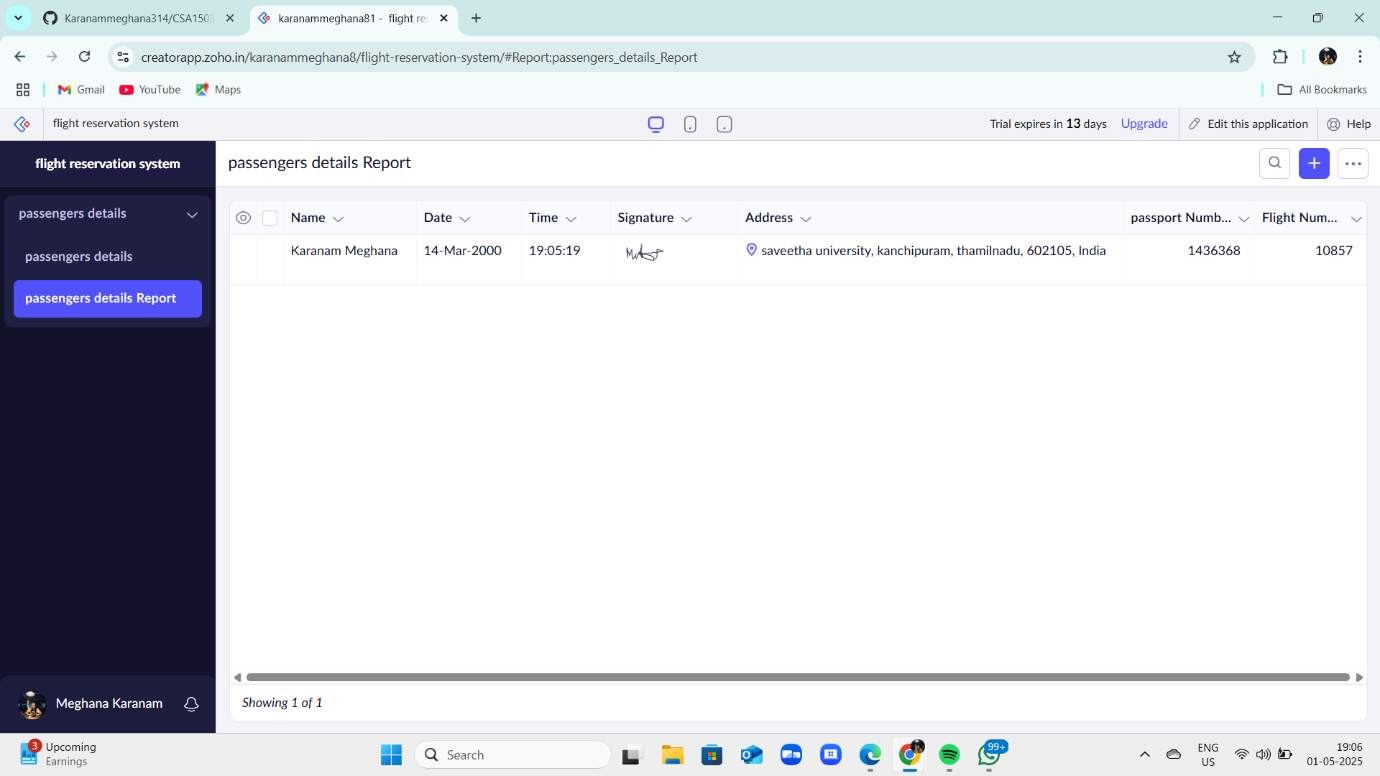 Karanammeghana314/CSA1503
karanammeghana81 - flight re
creatorapp.zoho.in/karanammeghana8/flight-reservation-system/#Report:passengers_details_Report
Gmail YouTube Maps All Bookmarks
flight reservation system Trial expires in 13 days Upgrade Edit this application Help
flight reservation system
passengers details Report
passengers details
passengers details
passengers details Report
Name Date Time Signature Address passport Numb... Flight Num...
Karanam Meghana 14-Mar-2000 19:05:19 saveetha university, kanchipuram, thamilnadu, 602105, India 1436368 10857
Showing 1 of 1
Meghana Karanam
3 Upcoming
Earnings
Search
99+
ENG
US
19:06
01-05-2025